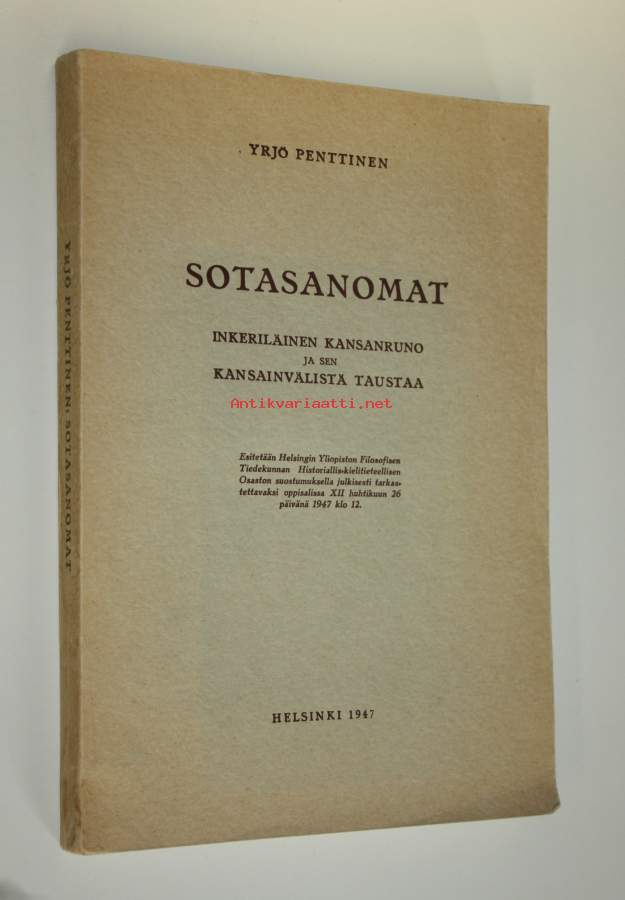 YRJÖ PENTTINEN
SOTASANOMAT
INKERILÄINEN KANSANRUNO
JA SEN
KANSAINVÄLISTÄ TAUSTAA
Antikvariaatti.net
Esitetään Helsingin Yliopiston Filosofisen
Tiedekunnan Historiallis-kielitieteellisen
Osaston suostumuksella julkisesti tarkas-
tettavaksi oppisalissa XII huhtikuun 26
päivänä 1947 klo 12.
HELSINKI 1947
YRJÖ PENTTINEN: SOTASANOMAT